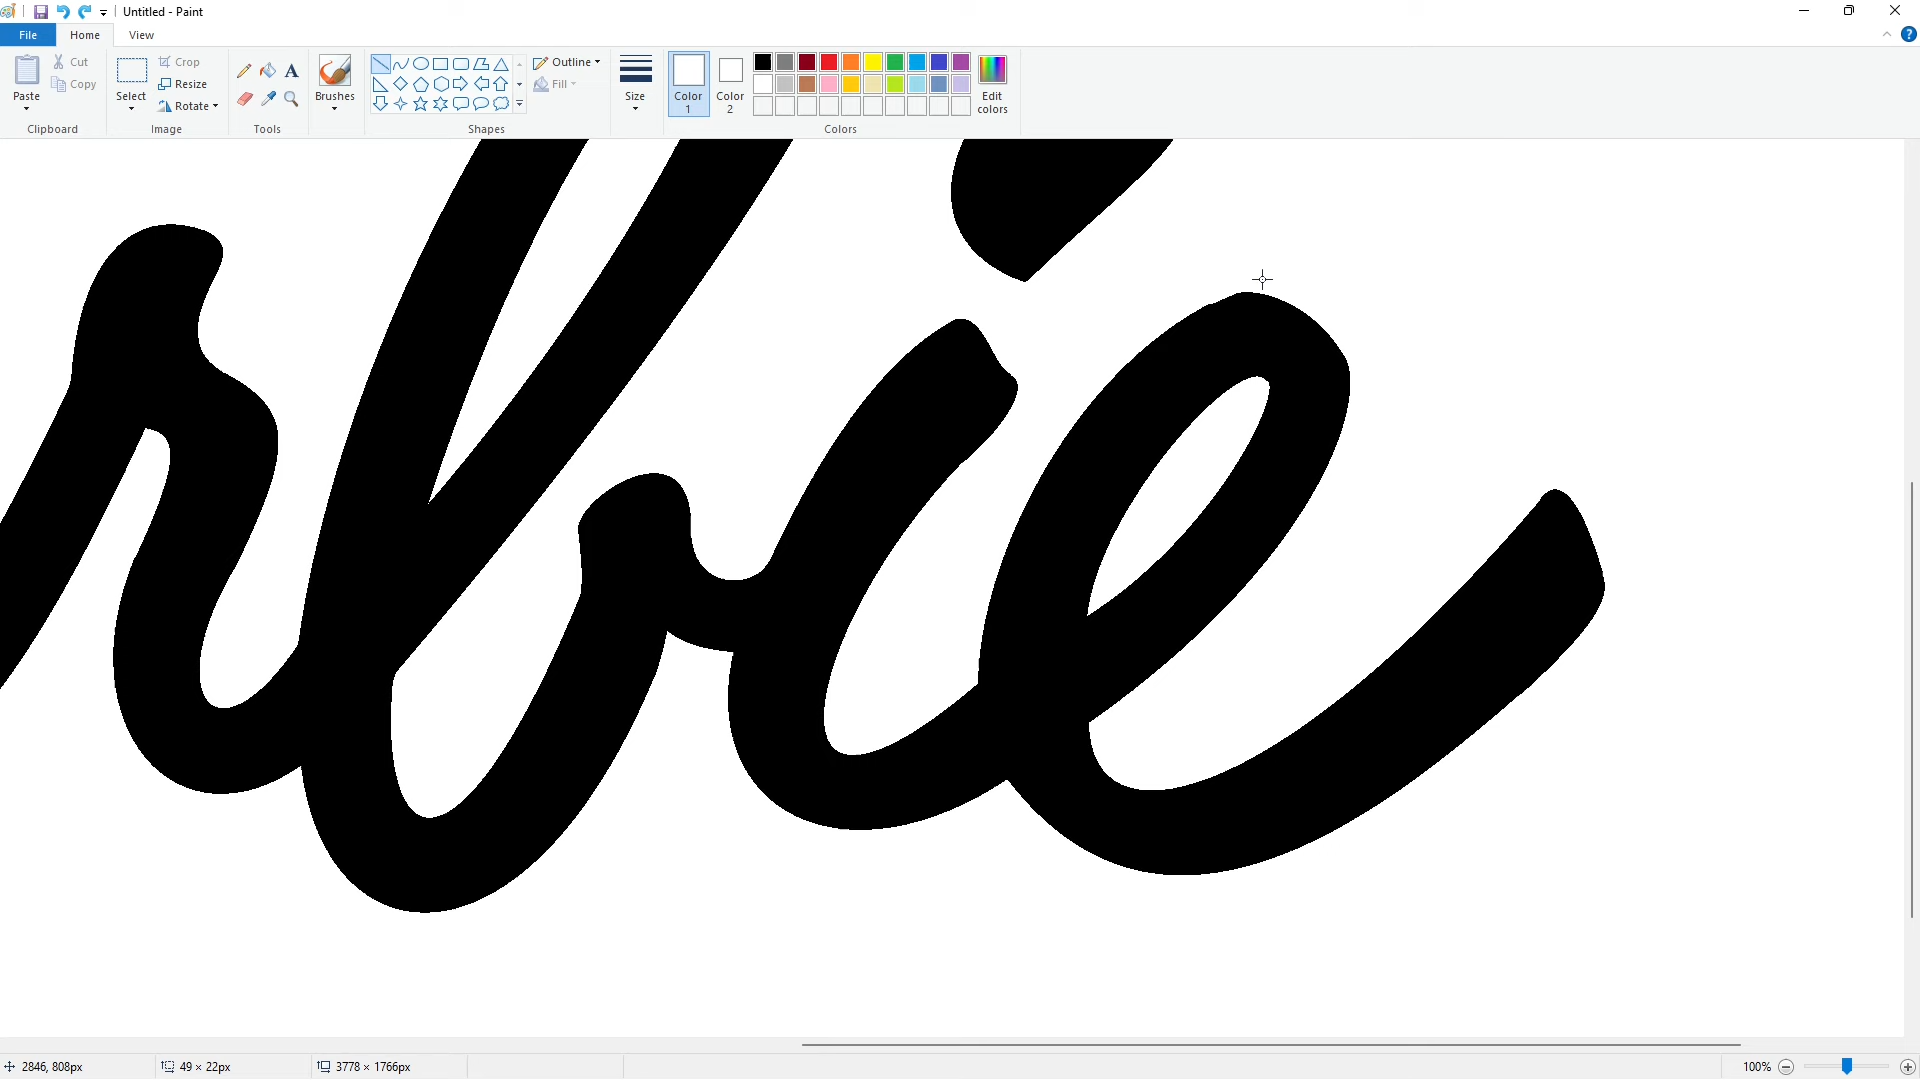 Untitled - Paint
File Home View
Paste
Cut
Copy
Clipboard
Select
Crop
Resize
Rotate
Image
Tools
Brushes
Shapes
Outline
Fill
Size
Color 1
Color 2
Edit colors
Colors
rbie
2846, 808px
49 × 22px
3778 × 1766px
100%